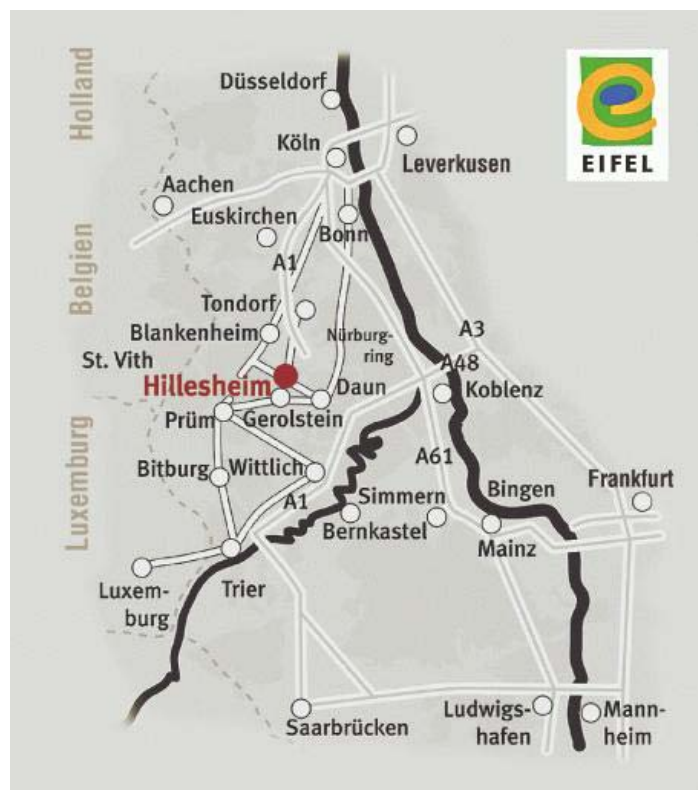 Düsseldorf
Holland
EIFEL
Köln
Leverkusen
Aachen
Euskirchen
Bonn
Belgien
A1
Tondorf
Blankenheim
Nürburg-
ring
A3
St. Vith
A48
Hillesheim
Daun
Koblenz
Prüm
Gerolstein
Luxemburg
Bitburg
Wittlich
A61
Frankfurt
A1
Simmern
Bingen
Bernkastel
Mainz
Luxem-
burg
Trier
Saarbrücken
Ludwigs-
hafen
Mann-
heim